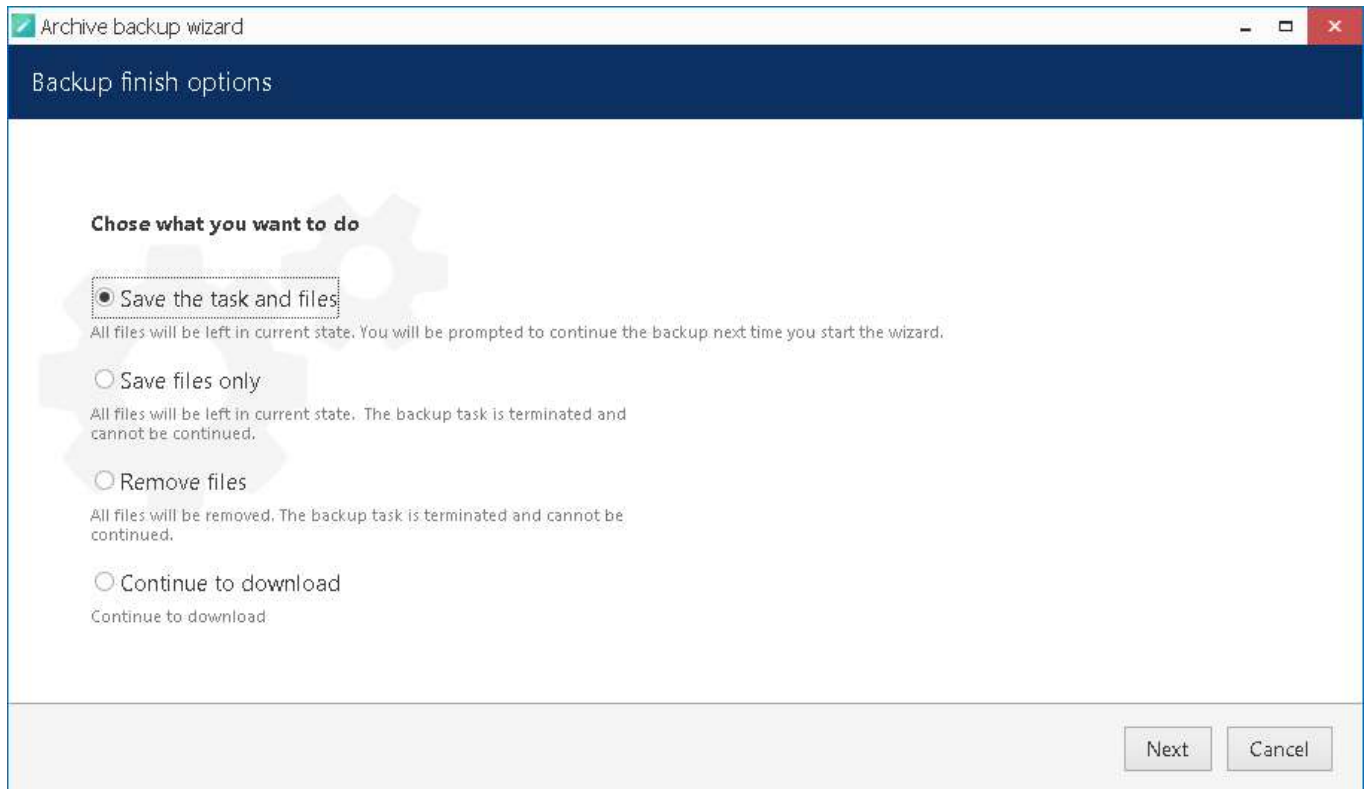 Archive backup wizard
Backup finish options
Chose what you want to do
Save the task and files
All files will be left in current state. You will be prompted to continue the backup next time you start the wizard.
Save files only
All files will be left in current state.  The backup task is terminated and
cannot be continued.
Remove files
All files will be removed. The backup task is terminated and cannot be
continued.
Continue to download
Continue to download
Next
Cancel